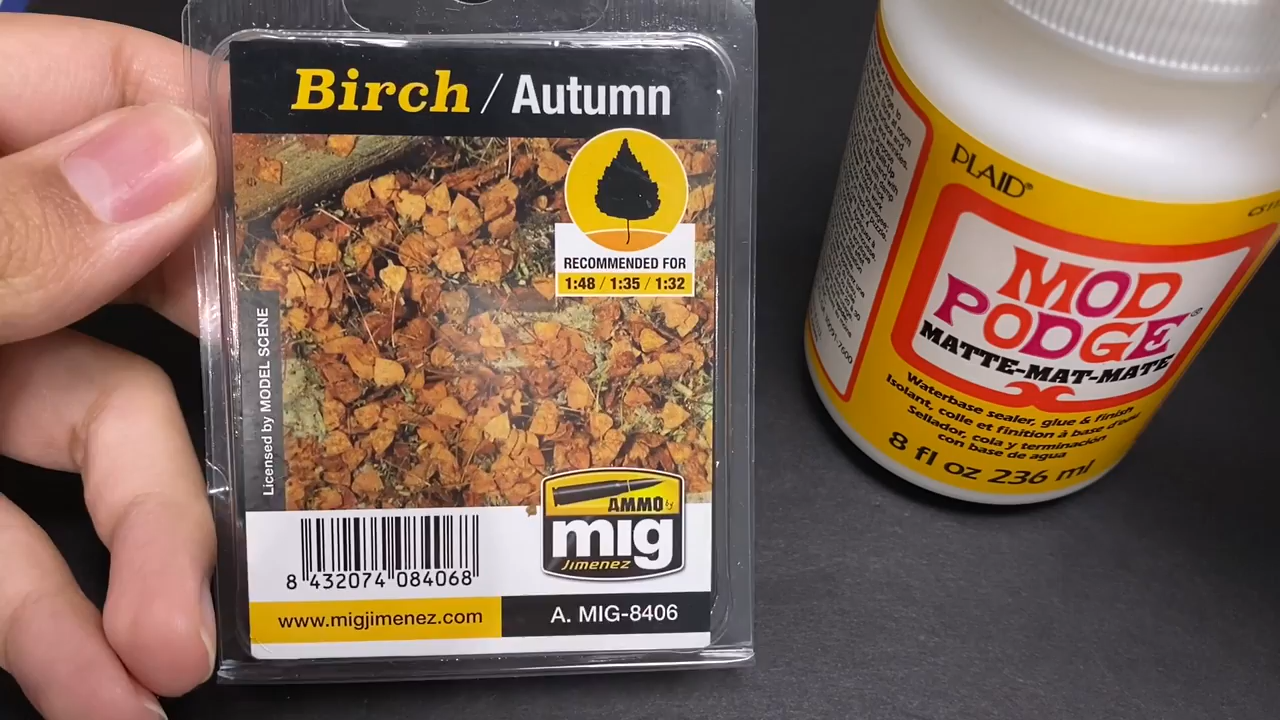 Birch / Autumn
RECOMMENDED FOR
1:48 / 1:35 / 1:32
Licensed by MODEL SCENE
AMMO by
mig
Jimenez
8 432074 084068
www.migjimenez.com
A. MIG-8406
PLAID®
MOD
PODGE®
MATTE-MAT-MATE
Waterbase sealer, glue & finish
Isolant, colle et finition à base d'eau
Sellador, cola y terminación
con base de agua
8 fl oz 236 ml